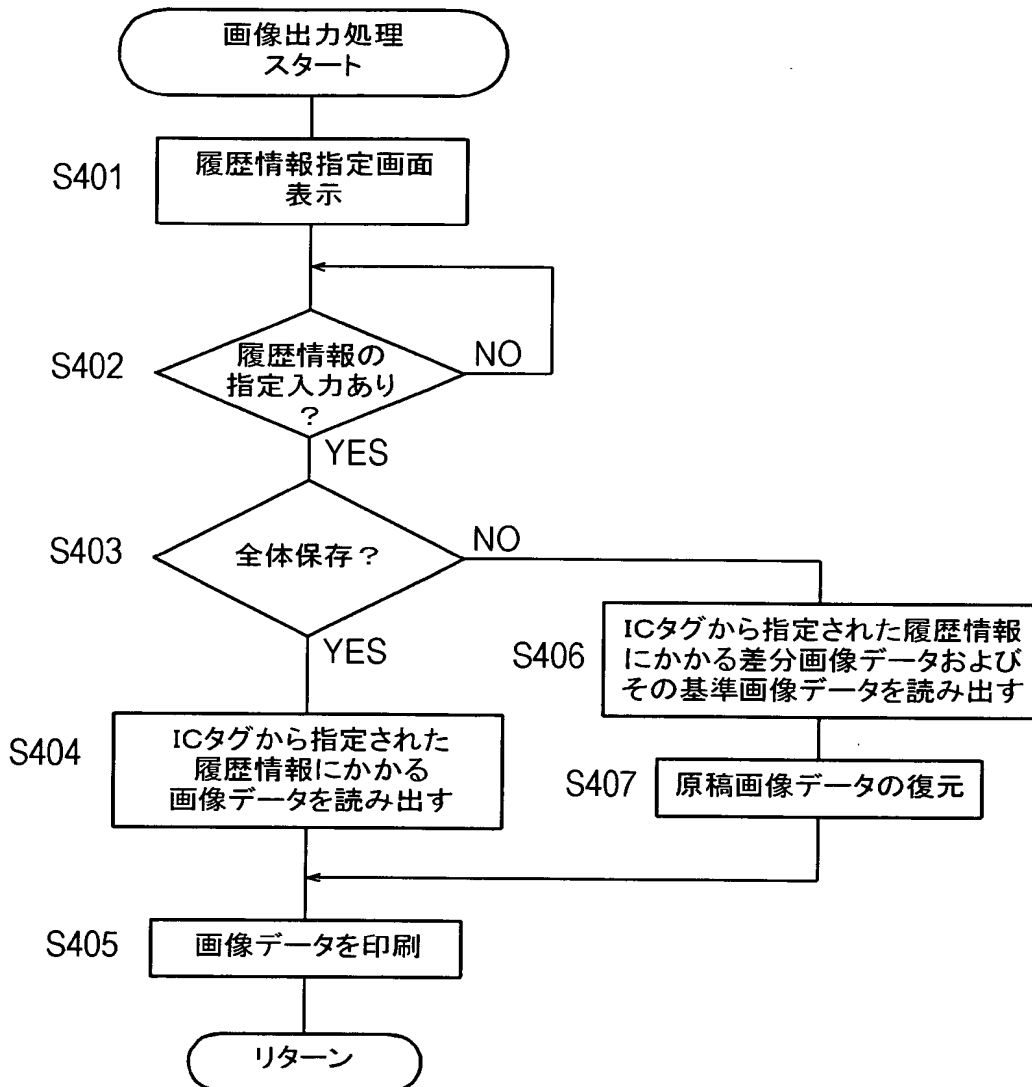 画像出力処理
スタート
S401
履歴情報指定画面
表示
S402
履歴情報の
指定入力あり
？
NO
YES
S403
全体保存？
NO
YES
S406
ICタグから指定された履歴情報
にかかる差分画像データおよび
その基準画像データを読み出す
S404
ICタグから指定された
履歴情報にかかる
画像データを読み出す
S407
原稿画像データの復元
S405
画像データを印刷
リターン